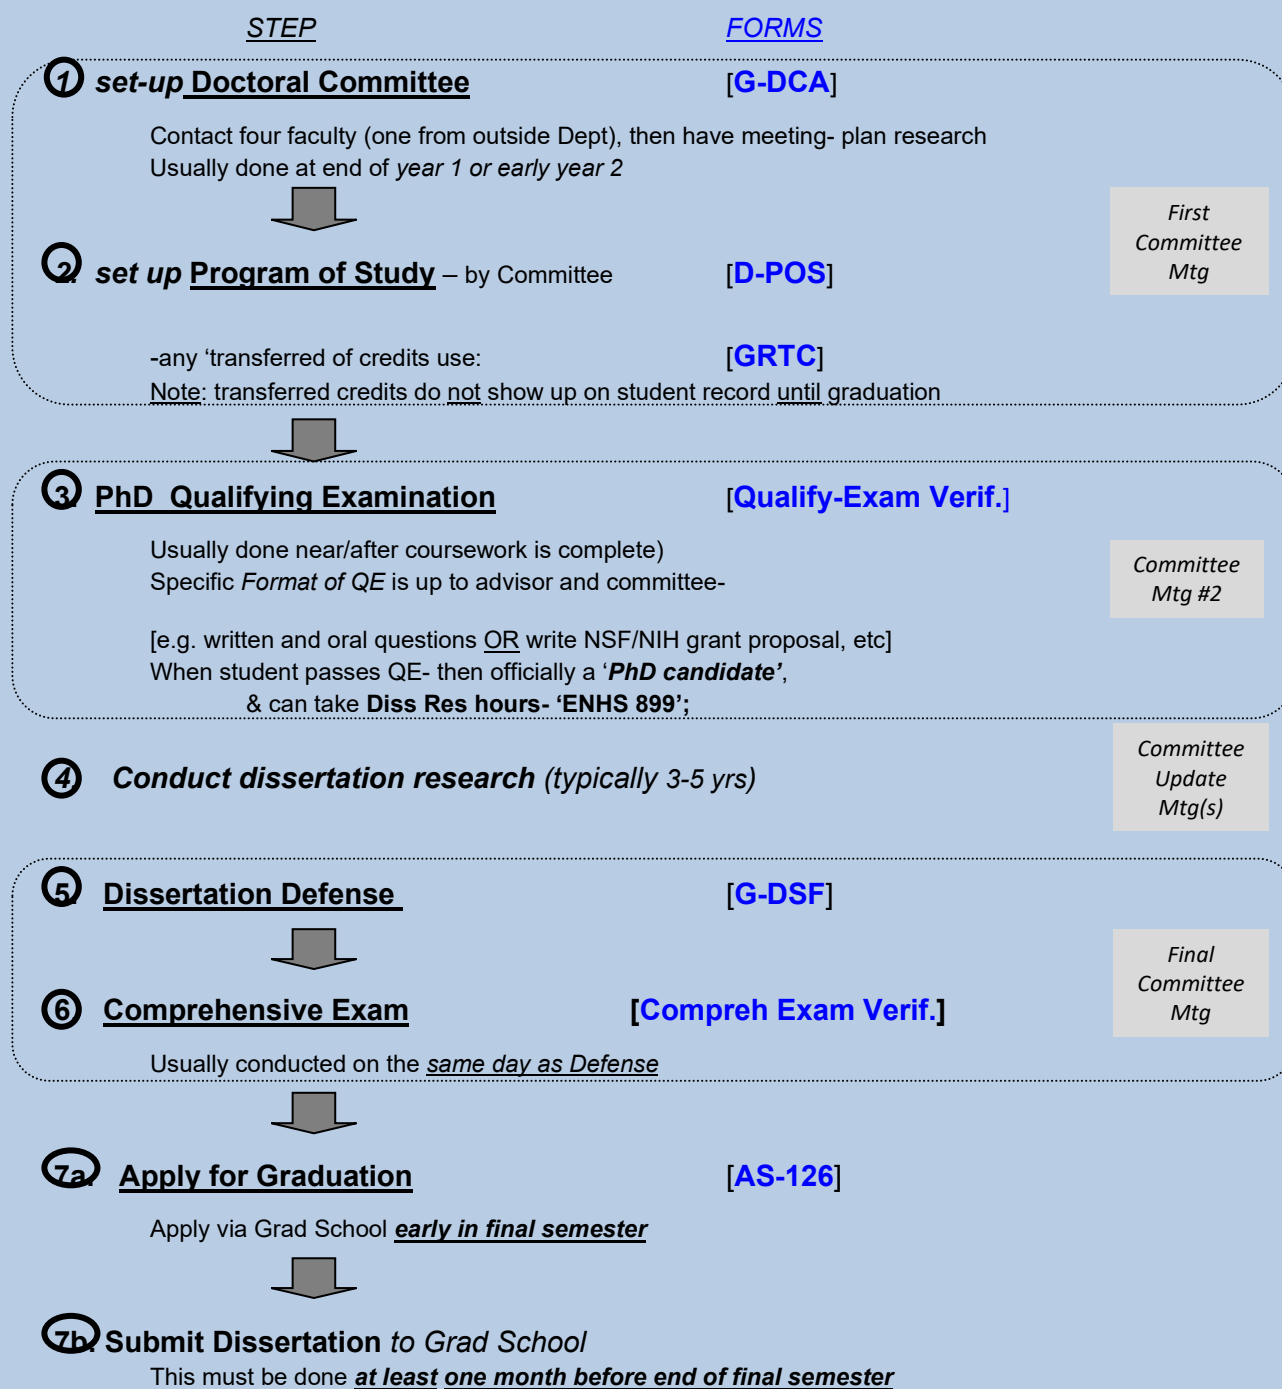 STEP FORMS
1 set-up Doctoral Committee [G-DCA]
Contact four faculty (one from outside Dept), then have meeting- plan research
Usually done at end of year 1 or early year 2
First
Committee
Mtg
2. set up Program of Study – by Committee [D-POS]
-any ‘transferred of credits use: [GRTC]
Note: transferred credits do not show up on student record until graduation
3. PhD Qualifying Examination [Qualify-Exam Verif.]
Usually done near/after coursework is complete)
Specific Format of QE is up to advisor and committee-
Committee
Mtg #2
[e.g. written and oral questions OR write NSF/NIH grant proposal, etc]
When student passes QE- then officially a ‘PhD candidate’,
& can take Diss Res hours- ‘ENHS 899’;
4. Conduct dissertation research (typically 3-5 yrs)
Committee
Update
Mtg(s)
5. Dissertation Defense [G-DSF]
Final
Committee
Mtg
6 Comprehensive Exam [Compreh Exam Verif.]
Usually conducted on the same day as Defense
7a. Apply for Graduation [AS-126]
Apply via Grad School early in final semester
7b. Submit Dissertation to Grad School
This must be done at least one month before end of final semester